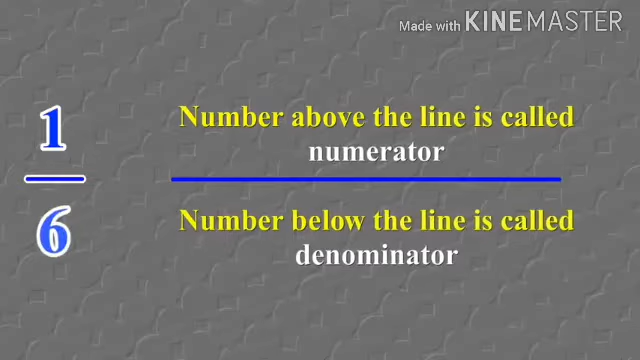 Made with KINEMASTER
1
6
Number above the line is called
numerator
Number below the line is called
denominator